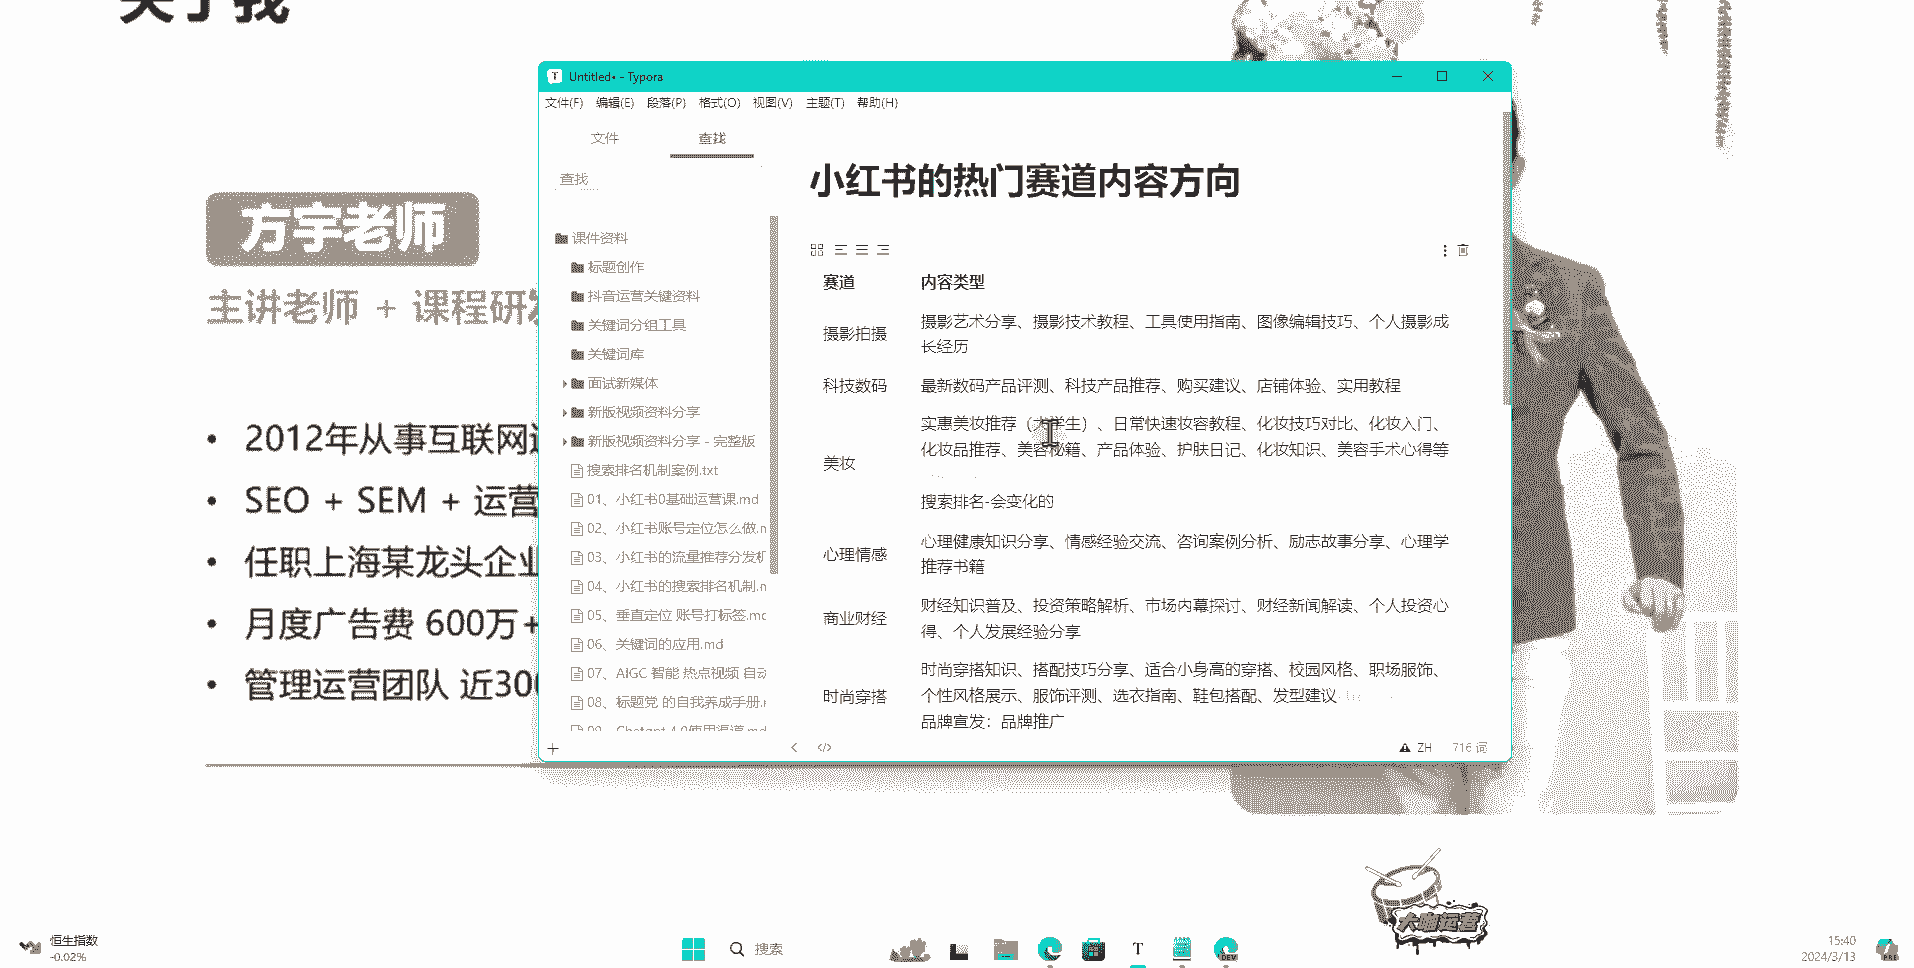 关于我
方宇老师
主讲老师 + 课程研发
2012年从事互联网
SEO + SEM + 运营
任职上海某龙头企业
月度广告费 600万+
管理运营团队 近300
Untitled• - Typora
文件(F) 编辑(E) 段落(P) 格式(O) 视图(V) 主题(T) 帮助(H)
文件 查找
查找
课件资料
标题创作
抖音运营关键资料
关键词分组工具
关键词库
面试新媒体
新版视频资料分享
新版视频资料分享 - 完整版
搜索排名机制案例.txt
01、小红书0基础运营课.md
02、小红书账号定位怎么做.m
03、小红书的流量推荐分发机
04、小红书的搜索排名机制.m
05、垂直定位 账号打标签.md
06、关键词的应用.md
07、AIGC 智能 热点视频 自动
08、标题党 的自我养成手册.m
09、Chatgpt 4.0使用渠道.md
小红书的热门赛道内容方向
赛道 内容类型
摄影拍摄 摄影艺术分享、摄影技术教程、工具使用指南、图像编辑技巧、个人摄影成
长经历
科技数码 最新数码产品评测、科技产品推荐、购买建议、店铺体验、实用教程
美妆 实惠美妆推荐（大学生）、日常快速妆容教程、化妆技巧对比、化妆入门、
化妆品推荐、美容秘籍、产品体验、护肤日记、化妆知识、美容手术心得等
搜索排名-会变化的
心理情感 心理健康知识分享、情感经验交流、咨询案例分析、励志故事分享、心理学
推荐书籍
商业财经 财经知识普及、投资策略解析、市场内幕探讨、财经新闻解读、个人投资心
得、个人发展经验分享
时尚穿搭 时尚穿搭知识、搭配技巧分享、适合小身高的穿搭、校园风格、职场服饰、
个性风格展示、服饰评测、选衣指南、鞋包搭配、发型建议
品牌宣发：品牌推广
ZH 716 词
大咖运营
恒生指数
-0.02%
搜索
DEV
15:40
2024/3/13
PRE